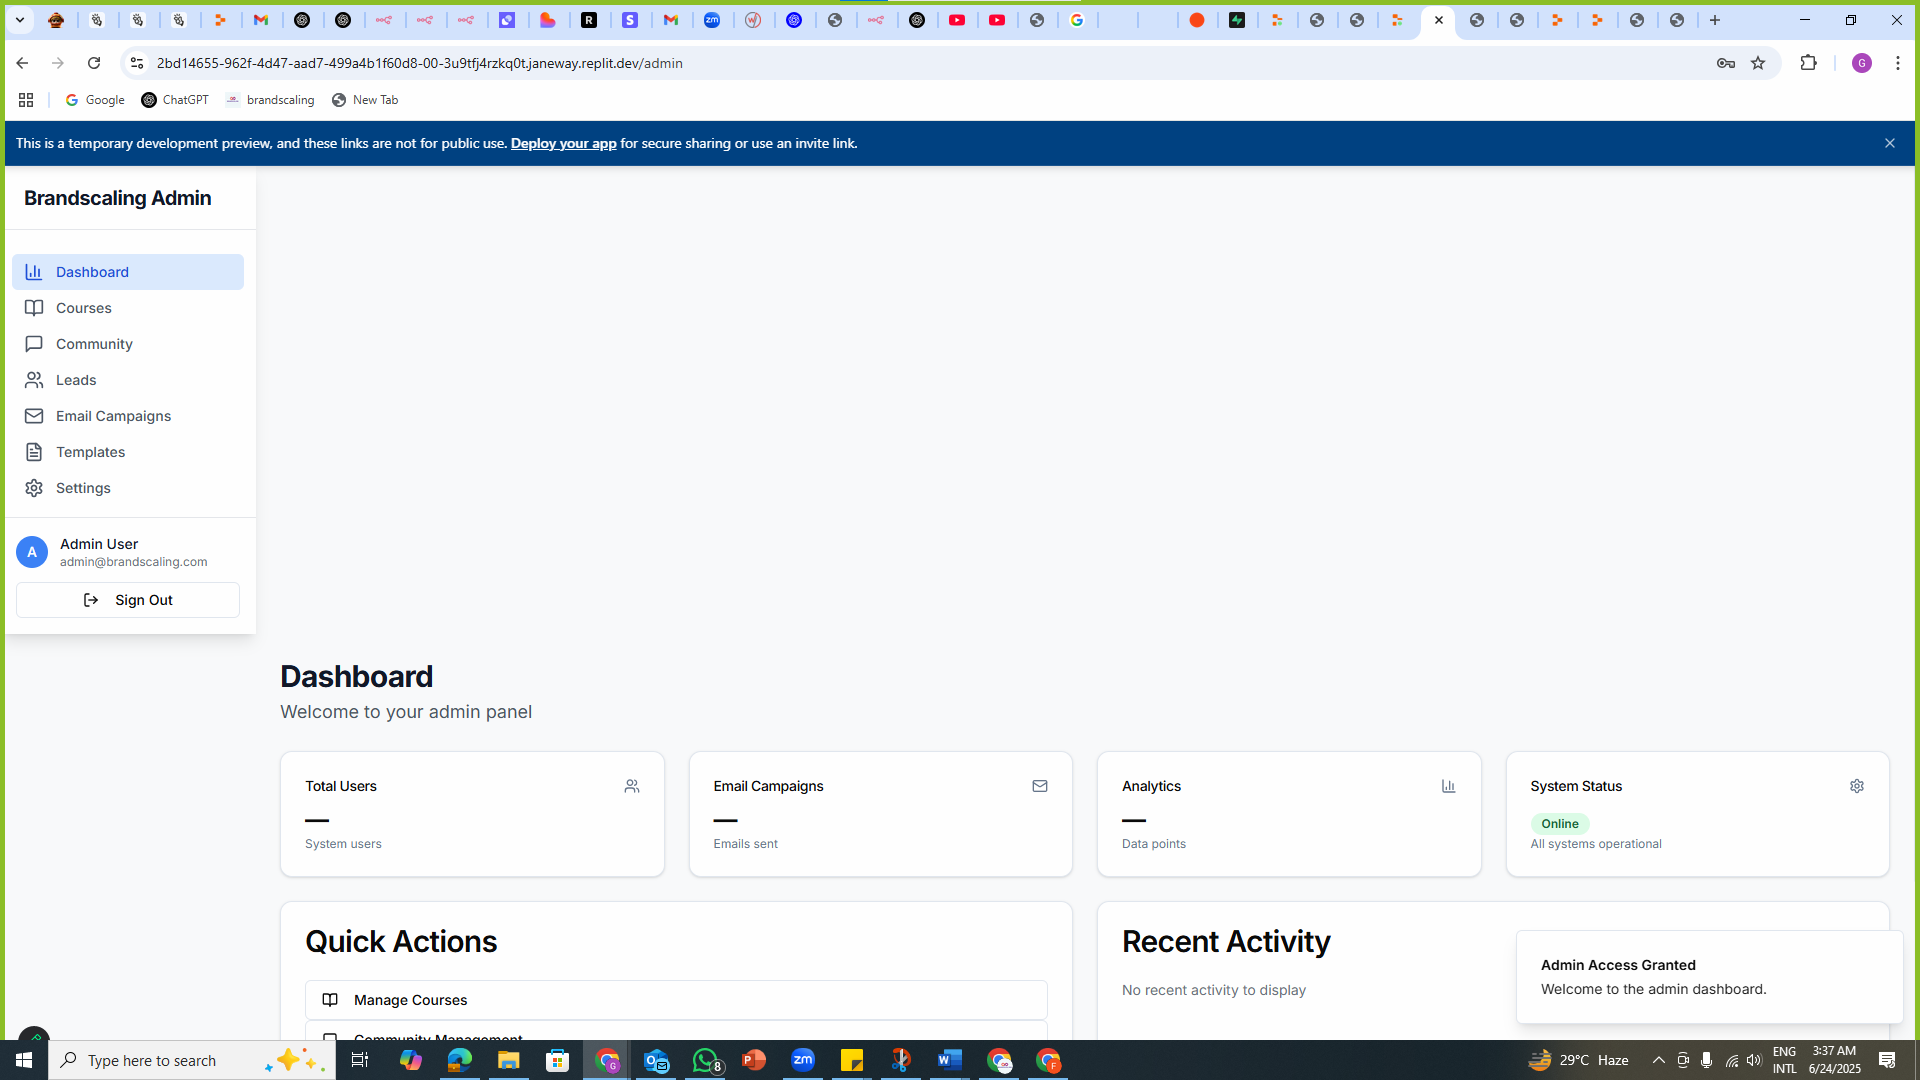 2bd14655-962f-4d47-aad7-499a4b1f60d8-00-3u9tfj4rzkq0t.janeway.replit.dev/admin
G
Google
ChatGPT
brandscaling
New Tab
This is a temporary development preview, and these links are not for public use. Deploy your app for secure sharing or use an invite link.
Brandscaling Admin
Dashboard
Courses
Community
Leads
Email Campaigns
Templates
Settings
A
Admin User
admin@brandscaling.com
Sign Out
Dashboard
Welcome to your admin panel
Total Users
—
System users
Email Campaigns
—
Emails sent
Analytics
—
Data points
System Status
Online
All systems operational
Quick Actions
Manage Courses
Community Management
Recent Activity
No recent activity to display
Admin Access Granted
Welcome to the admin dashboard.
Type here to search
8
zm
29°C Haze
ENG
INTL
3:37 AM
6/24/2025